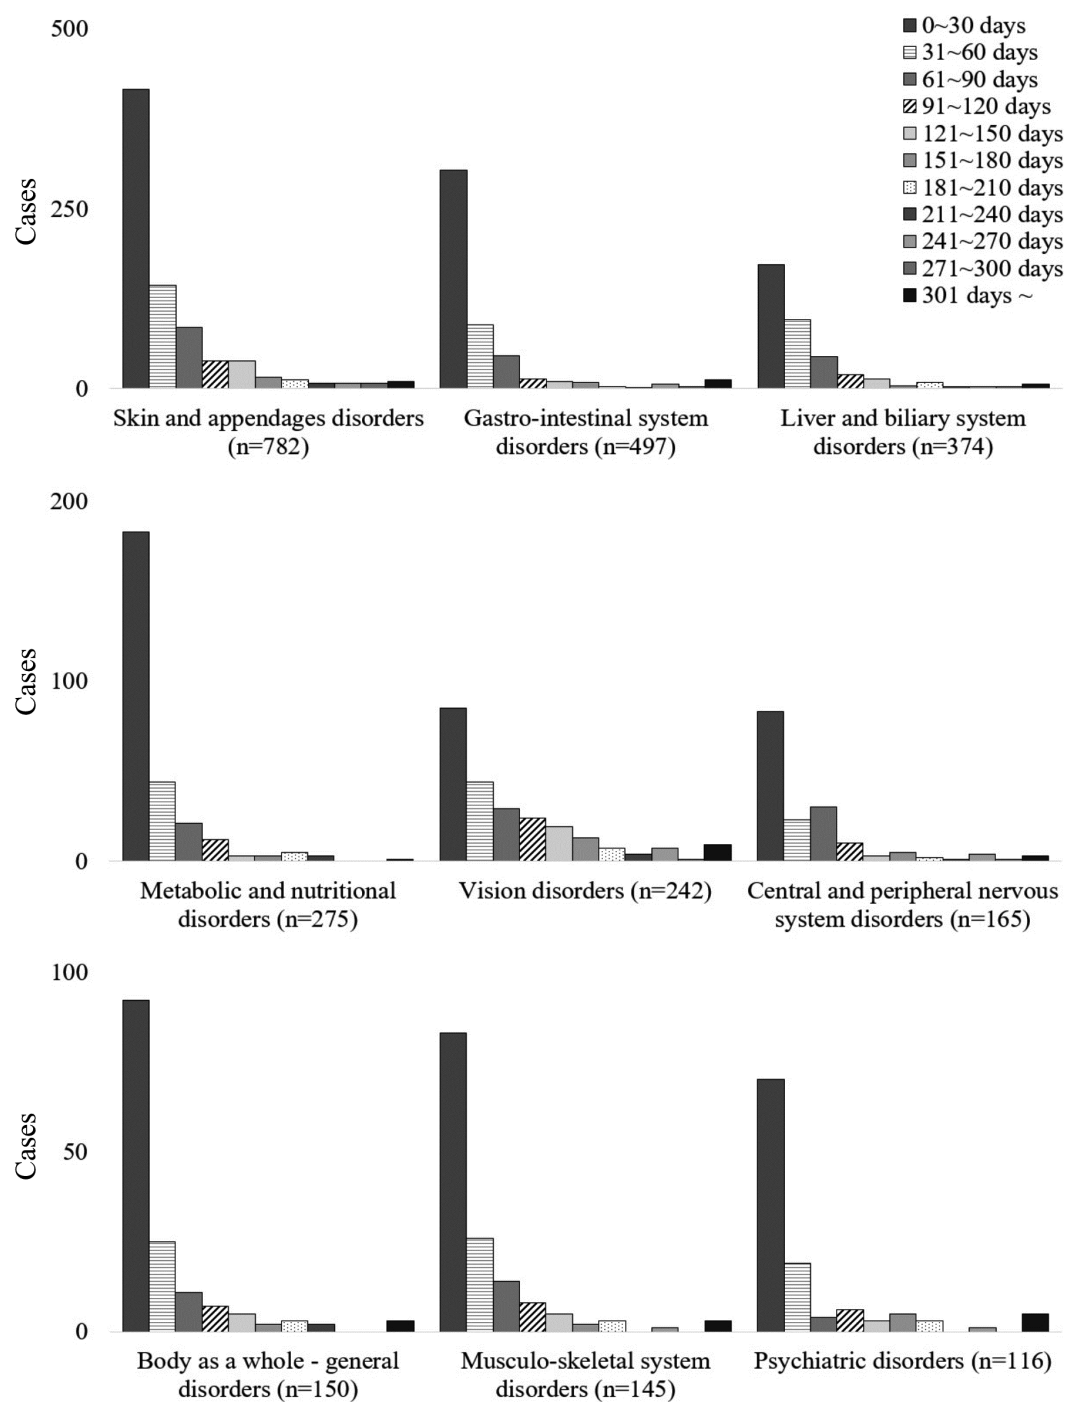 500
250
0
Cases
0~30 days
31~60 days
61~90 days
91~120 days
121~150 days
151~180 days
181~210 days
211~240 days
241~270 days
271~300 days
301 days ~
Skin and appendages disorders
(n=782)
Gastro-intestinal system
disorders (n=497)
Liver and biliary system
disorders (n=374)
200
100
0
Cases
Metabolic and nutritional
disorders (n=275)
Vision disorders (n=242)
Central and peripheral nervous
system disorders (n=165)
100
50
0
Cases
Body as a whole - general
disorders (n=150)
Musculo-skeletal system
disorders (n=145)
Psychiatric disorders (n=116)